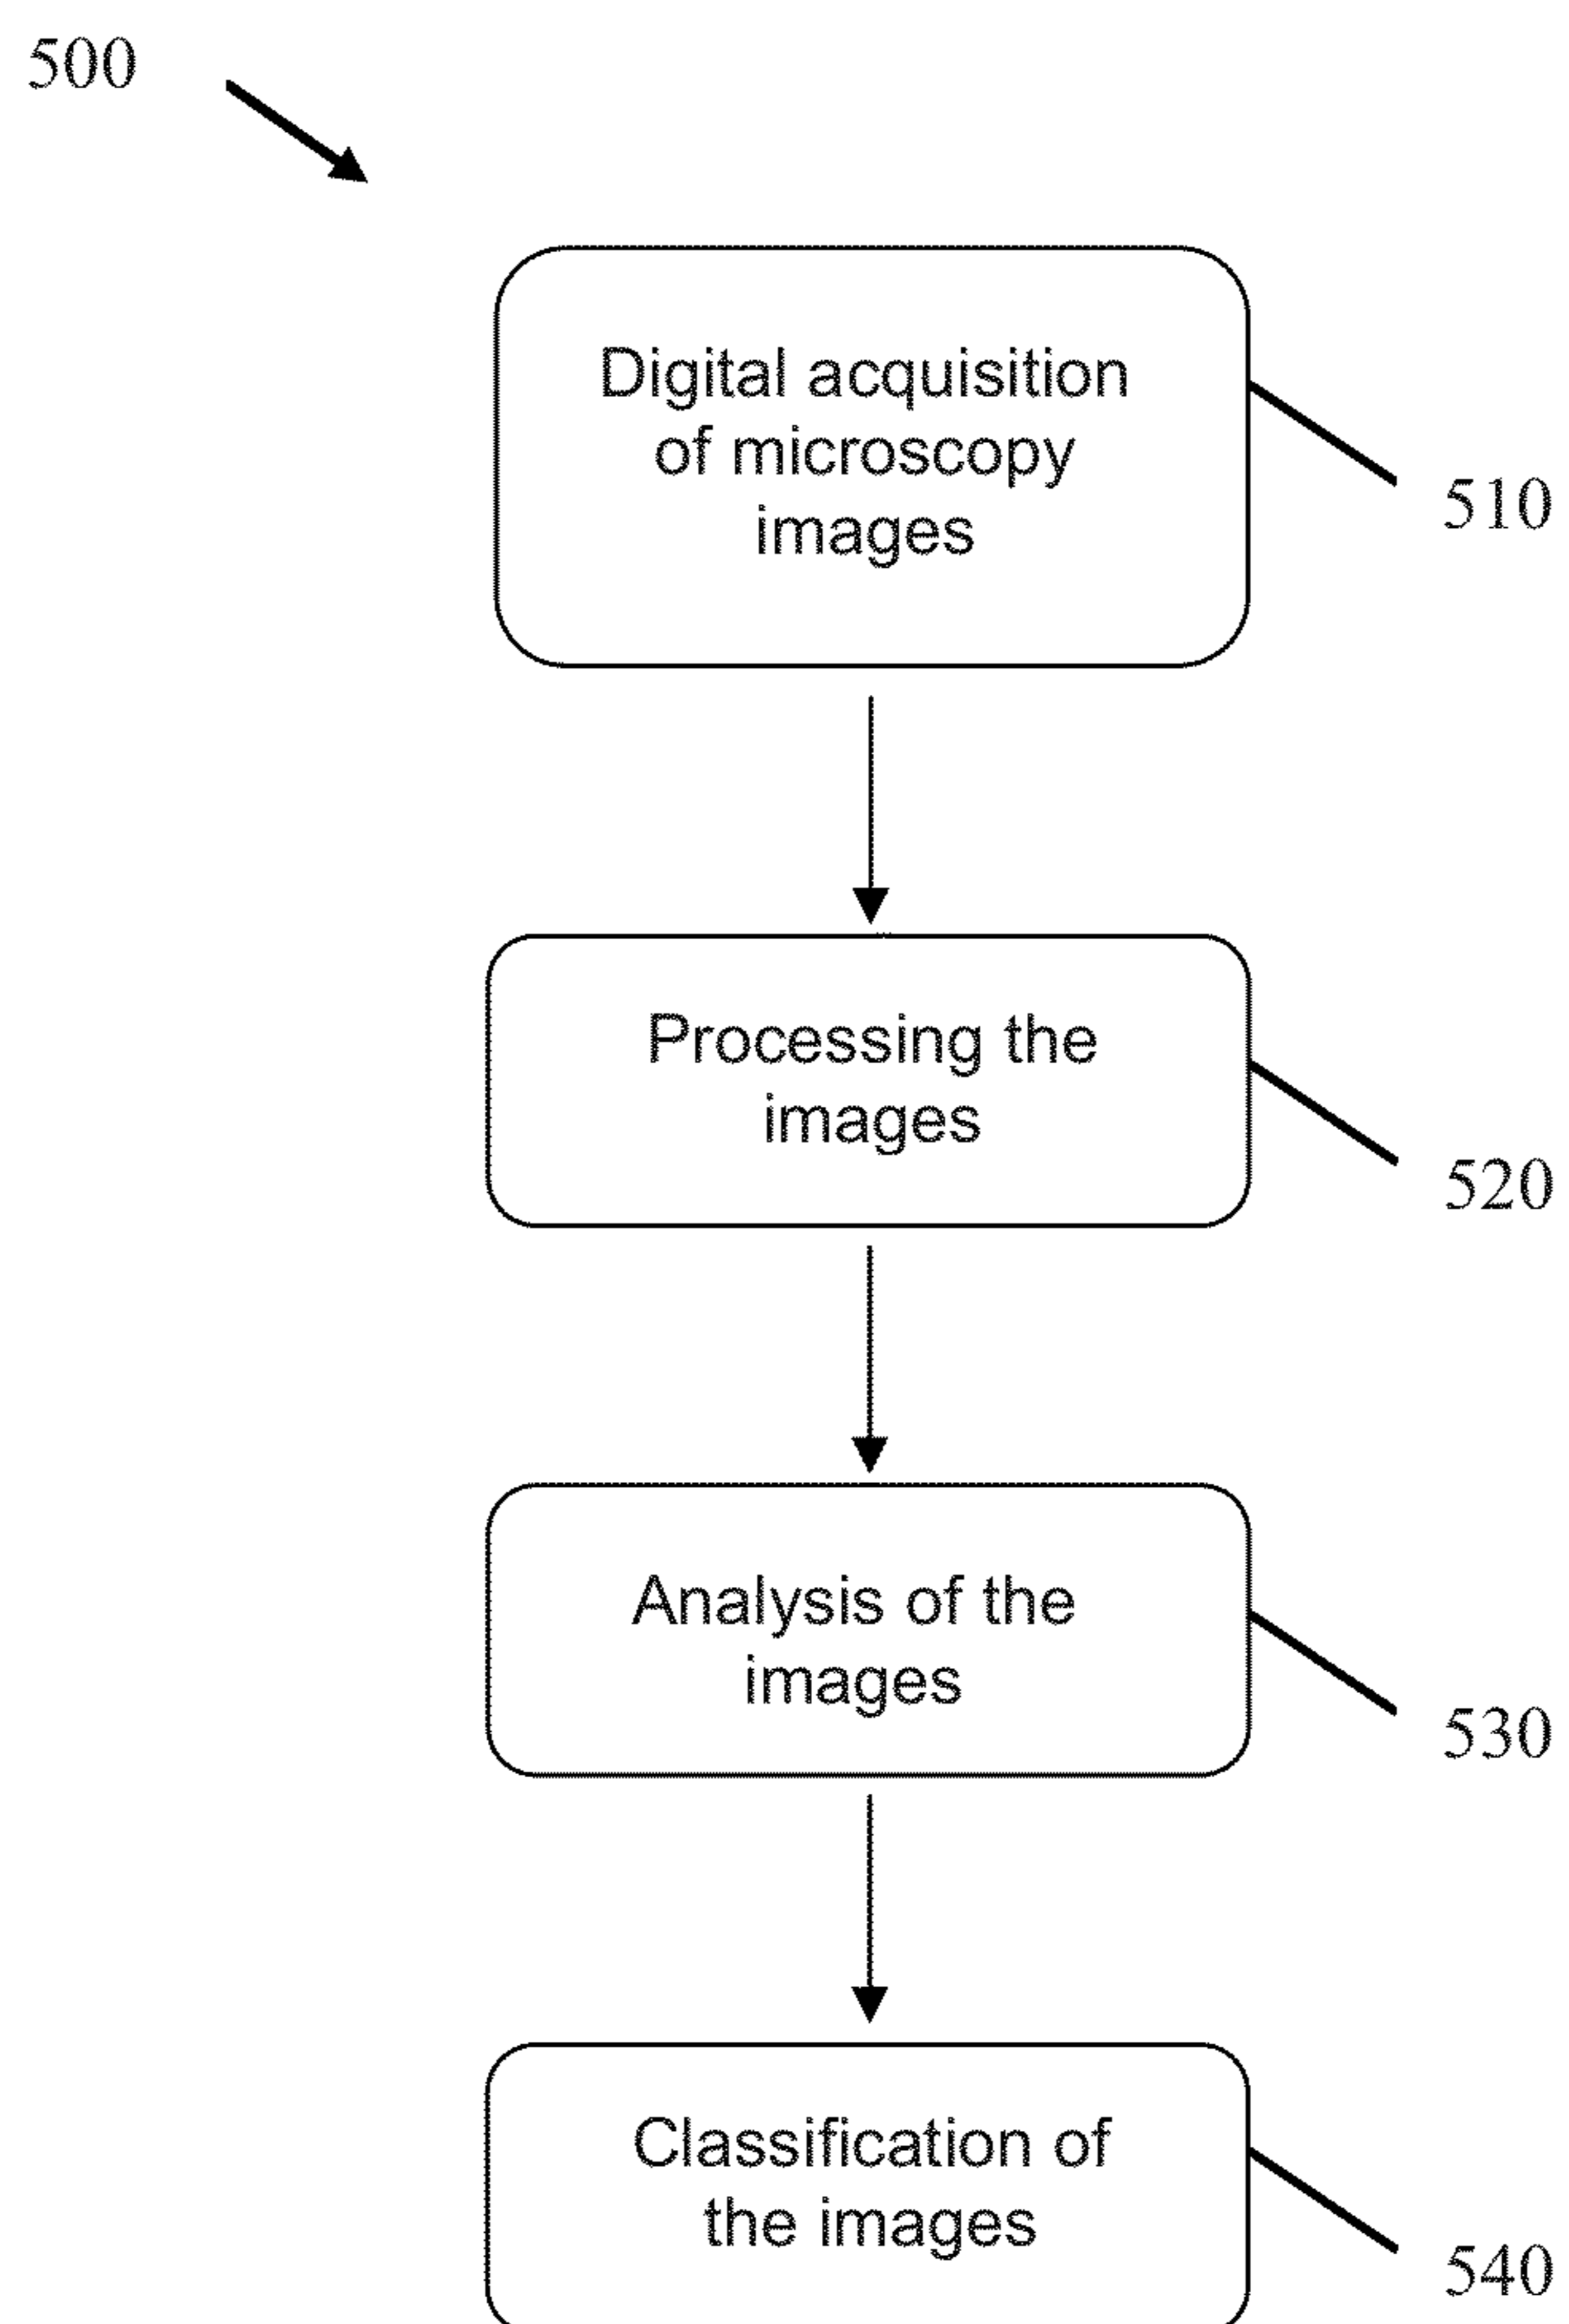 500
Digital acquisition
of microscopy
images
510
Processing the
images
520
Analysis of the
images
530
Classification of
the images
540